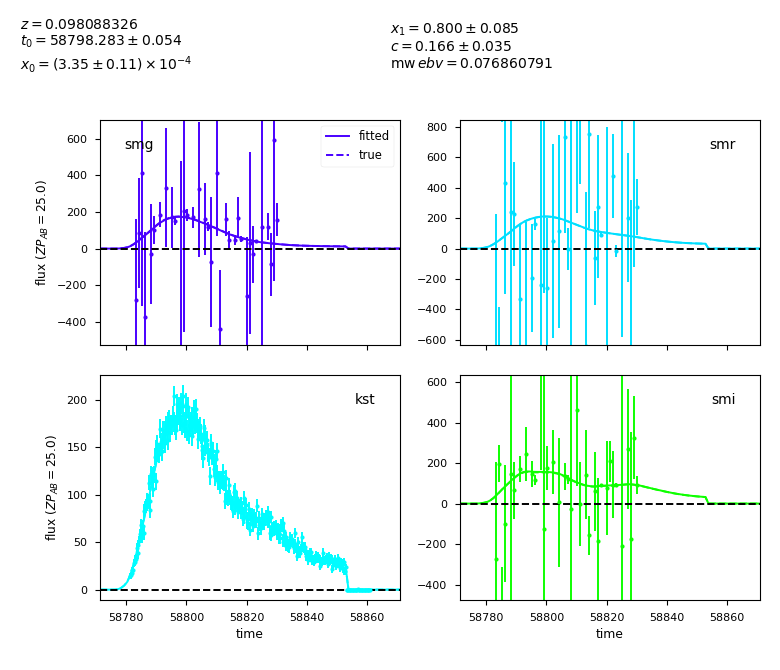 z = 0.098088326
t₀ = 58798.283 ± 0.054
x₀ = (3.35 ± 0.11) × 10⁻⁴
x₁ = 0.800 ± 0.085
c = 0.166 ± 0.035
mwebv = 0.076860791
flux (ZP_AB = 25.0)
600
400
200
0
−200
−400
smg
fitted
true
800
600
400
200
0
−200
−400
−600
smr
flux (ZP_AB = 25.0)
200
150
100
50
0
kst
58780 58800 58820 58840 58860
time
600
400
200
0
−200
−400
smi
58780 58800 58820 58840 58860
time